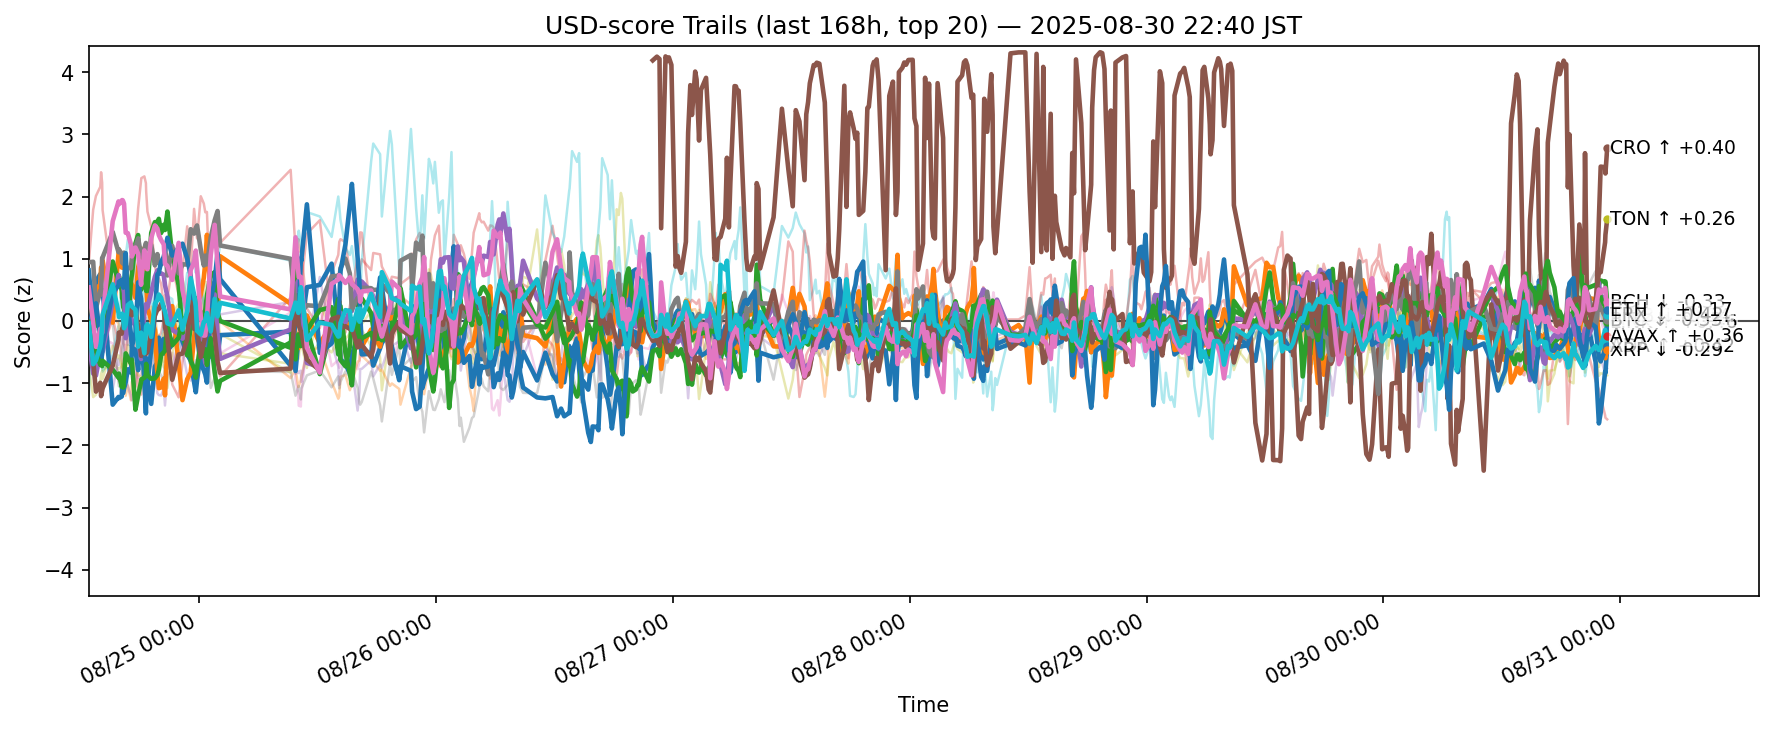 USD-score Trails (last 168h, top 20) — 2025-08-30 22:40 JST
Score (z)
4
3
2
1
0
−1
−2
−3
−4
CRO ↑ +0.40
TON ↑ +0.26
ETH ↑ +0.17
AVAX ↑ +0.36
XRP ↓ -0.29
08/25 00:00
08/26 00:00
08/27 00:00
08/28 00:00
08/29 00:00
08/30 00:00
08/31 00:00
Time